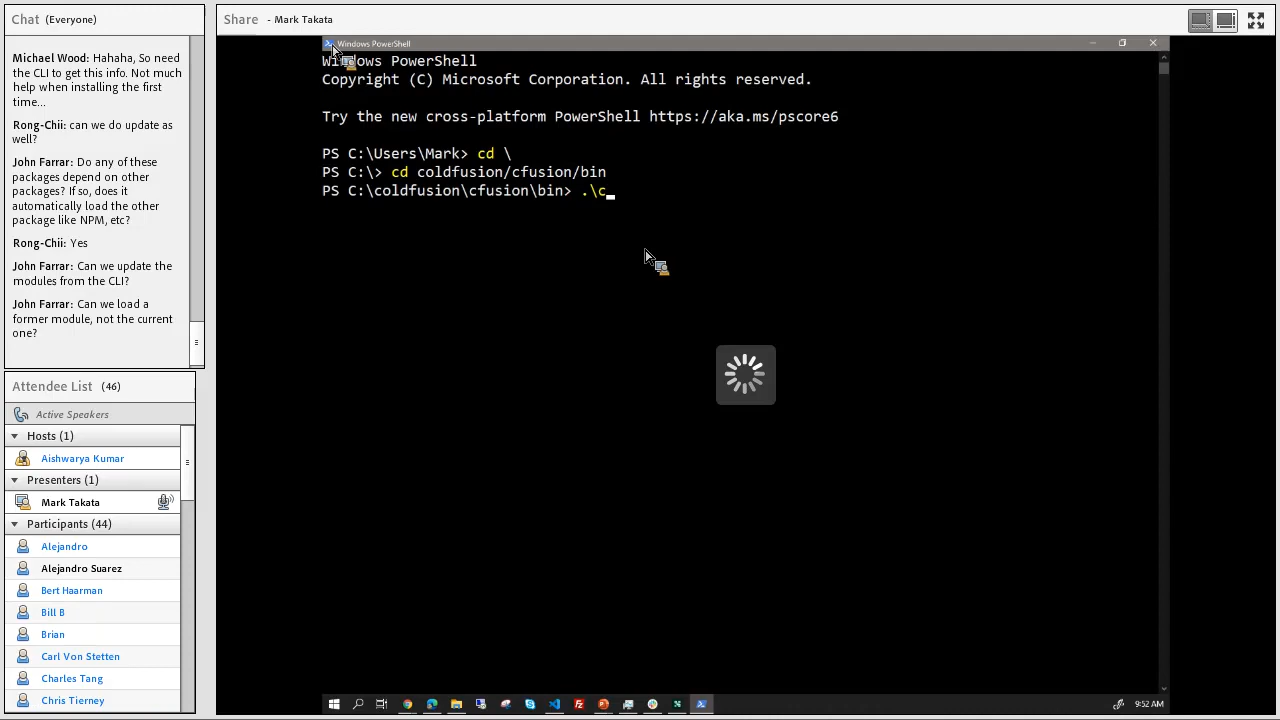 Chat (Everyone)
Michael Wood: Hahaha, So need
the CLI to get this info. Not much
help when installing the first
time...
Rong-Chii: can we do update as
well?
John Farrar: Do any of these
packages depend on other
packages? If so, does it
automatically load the other
package like NPM, etc?
Rong-Chii: Yes
John Farrar: Can we update the
modules from the CLI?
John Farrar: Can we load a
former module, not the current
one?
Attendee List (46)
Active Speakers
Hosts (1)
Aishwarya Kumar
Presenters (1)
Mark Takata
Participants (44)
Alejandro
Alejandro Suarez
Bert Haarman
Bill B
Brian
Carl Von Stetten
Charles Tang
Chris Tierney
Share - Mark Takata
Windows PowerShell
Windows PowerShell
Copyright (C) Microsoft Corporation. All rights reserved.
Try the new cross-platform PowerShell https://aka.ms/pscore6
PS C:\Users\Mark> cd \
PS C:\> cd coldfusion/cfusion/bin
PS C:\coldfusion\cfusion\bin> .\c
9:52 AM